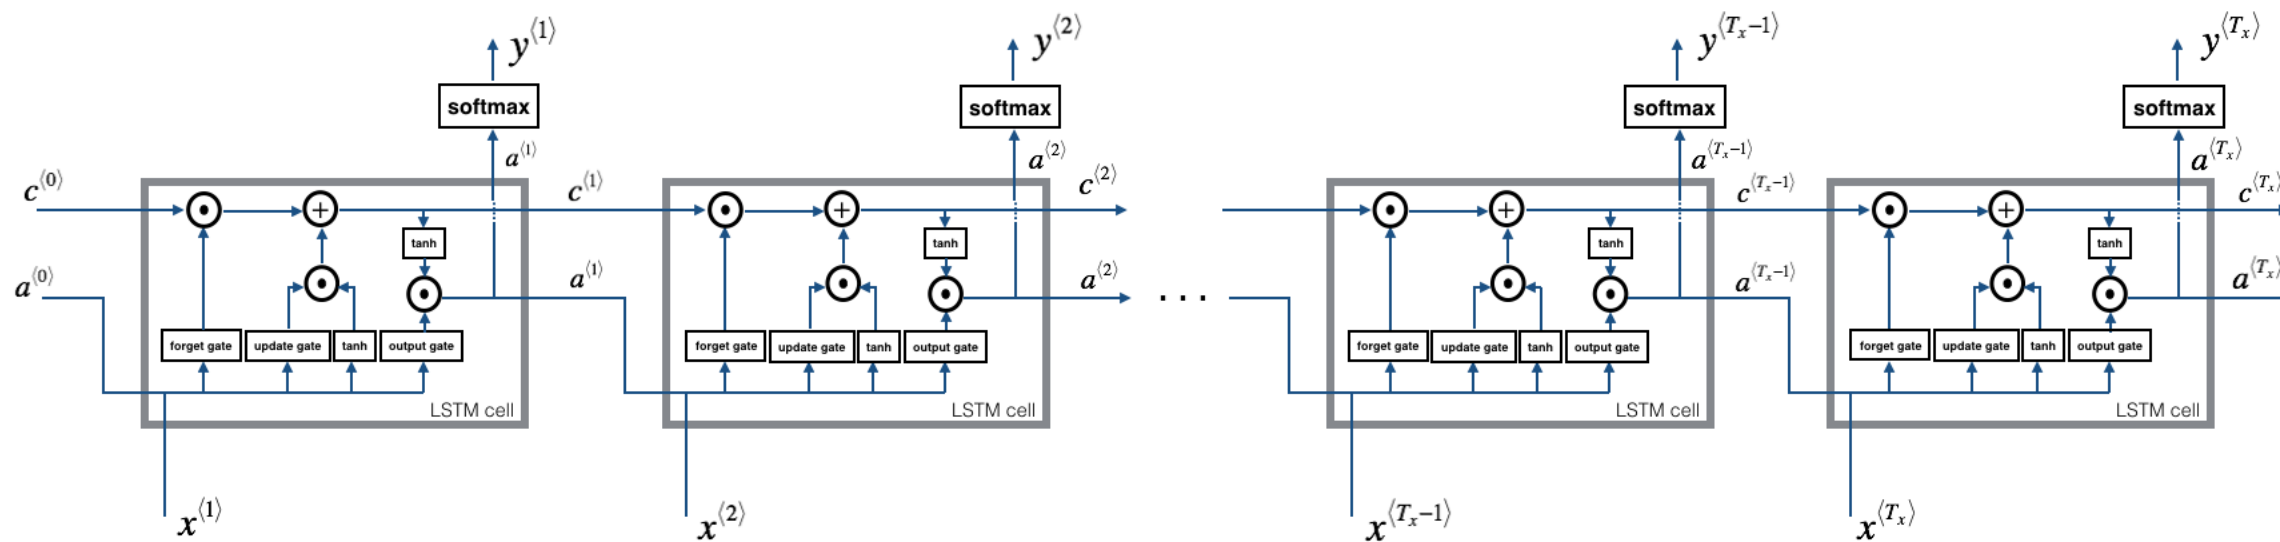 y⟨1⟩ y⟨2⟩ y⟨Tx−1⟩ y⟨Tx⟩
softmax softmax softmax softmax
a⟨1⟩ a⟨2⟩ a⟨Tx−1⟩ a⟨Tx⟩
c⟨0⟩ c⟨1⟩ c⟨2⟩ c⟨Tx−1⟩ c⟨Tx⟩
tanh tanh tanh tanh
a⟨0⟩ a⟨1⟩ a⟨2⟩ ... a⟨Tx−1⟩ a⟨Tx⟩
forget gate update gate tanh output gate forget gate update gate tanh output gate forget gate update gate tanh output gate forget gate update gate tanh output gate
LSTM cell LSTM cell LSTM cell LSTM cell
x⟨1⟩ x⟨2⟩ x⟨Tx−1⟩ x⟨Tx⟩